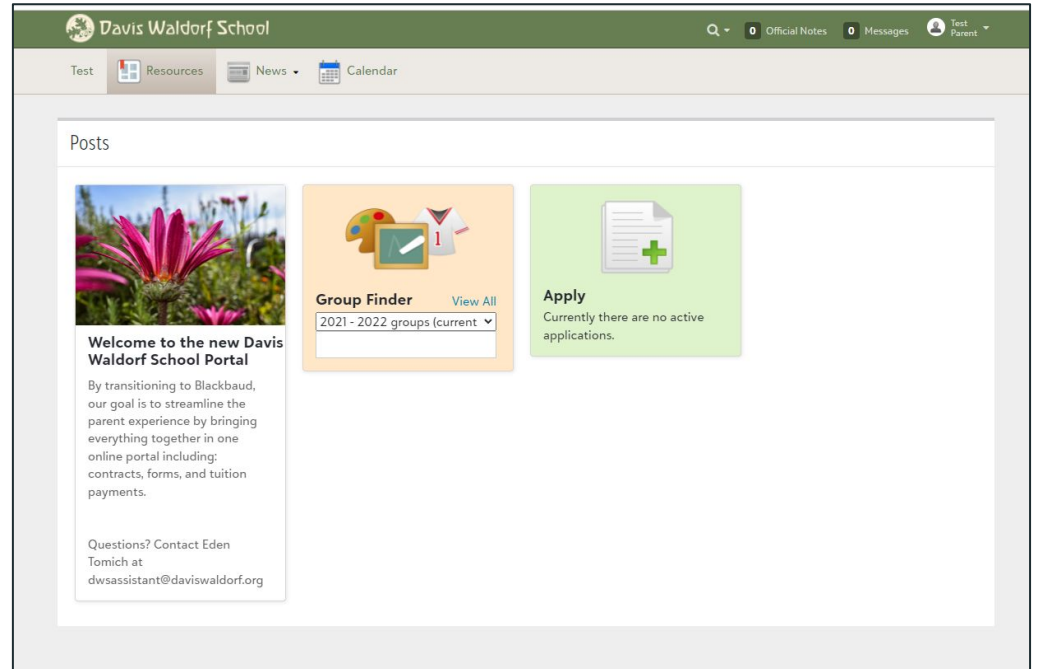 Davis Waldorf School
0 Official Notes 0 Messages Test
Parent
Test Resources News Calendar
Posts
Welcome to the new Davis
Waldorf School Portal
By transitioning to Blackbaud,
our goal is to streamline the
parent experience by bringing
everything together in one
online portal including:
contracts, forms, and tuition
payments.
Questions? Contact Eden
Tomich at
dwsassistant@daviswaldorf.org
1
Group Finder View All
2021 - 2022 groups (current
Apply
Currently there are no active
applications.